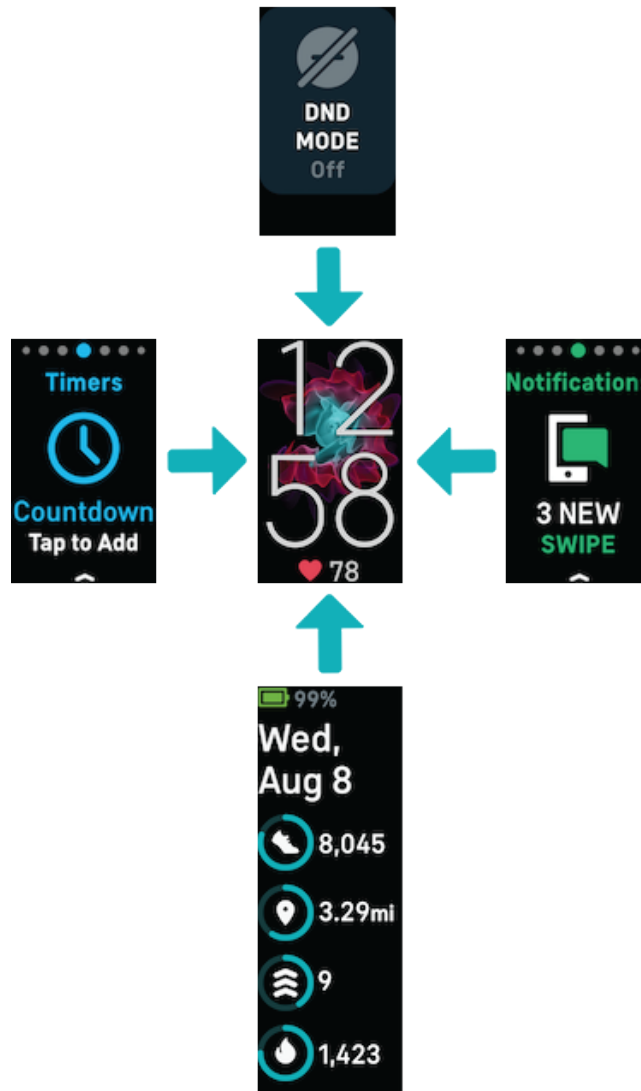 DND
MODE
Off
Timers
Countdown
Tap to Add
12
58
78
Notification
3 NEW
SWIPE
99%
Wed,
Aug 8
8,045
3.29mi
9
1,423